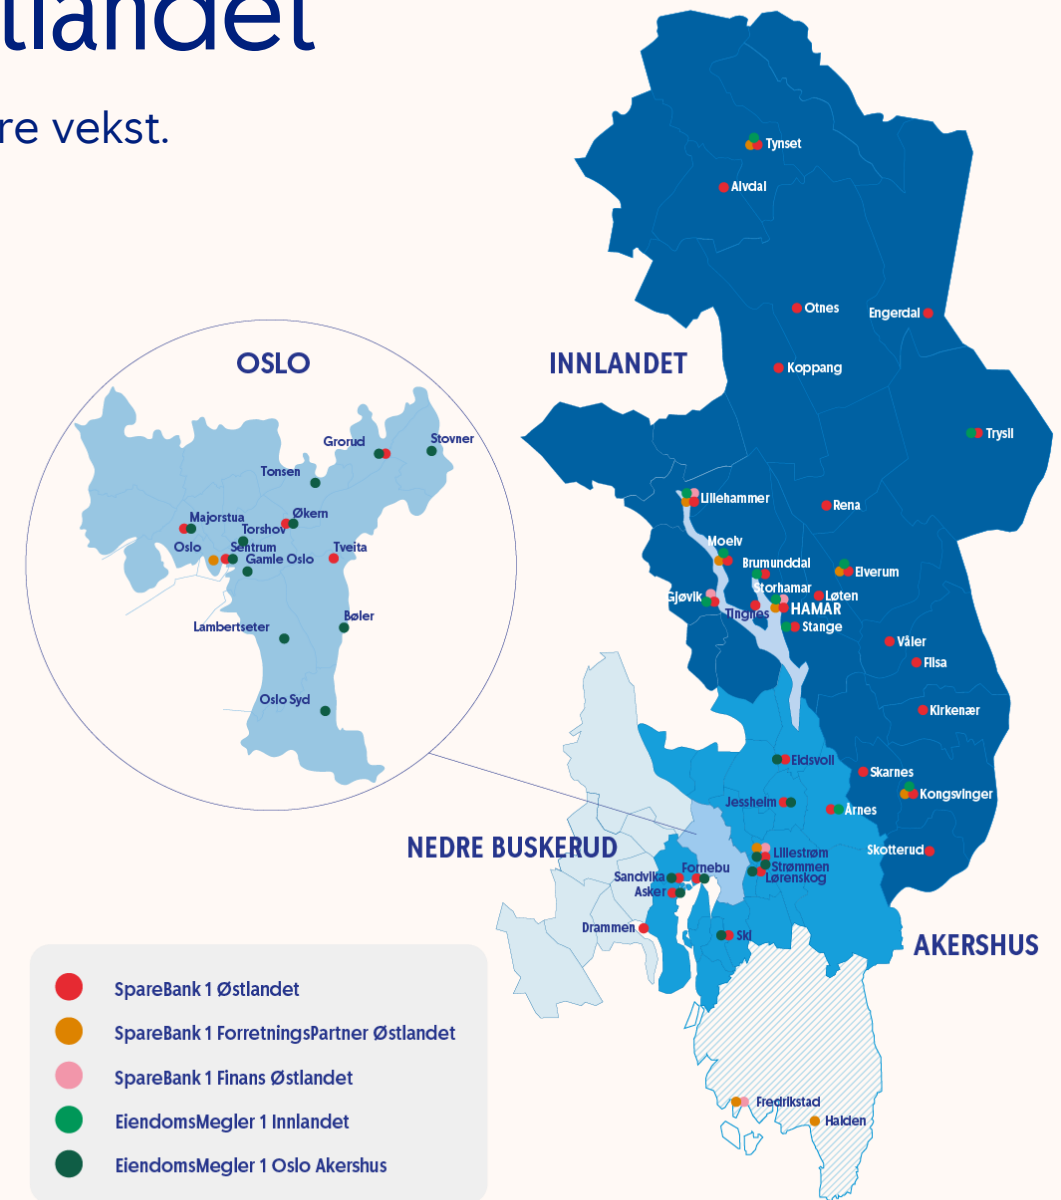 tlandet
re vekst.
Tynset
Alvdal
Otnes
Engerdal
OSLO
INNLANDET
Koppang
Trysil
Grorud
Stovner
Tonsen
Lillehammer
Rena
Majorstua
Økern
Torshov
Oslo
Sentrum
Tveita
Gamle Oslo
Moelv
Brumunddal
Elverum
Storhamar
Gjøvik
Løten
HAMAR
Tingnes
Stange
Lambertseter
Bøler
Våler
Flisa
Oslo Syd
Kirkenær
Eidsvoll
Skarnes
Kongsvinger
Jessheim
Årnes
NEDRE BUSKERUD
Lillestrøm
Skotterud
Strømmen
Fornebu
Sandvika
Lørenskog
Asker
Drammen
Ski
AKERSHUS
SpareBank 1 Østlandet
SpareBank 1 ForretningsPartner Østlandet
SpareBank 1 Finans Østlandet
EiendomsMegler 1 Innlandet
EiendomsMegler 1 Oslo Akershus
Fredrikstad
Halden